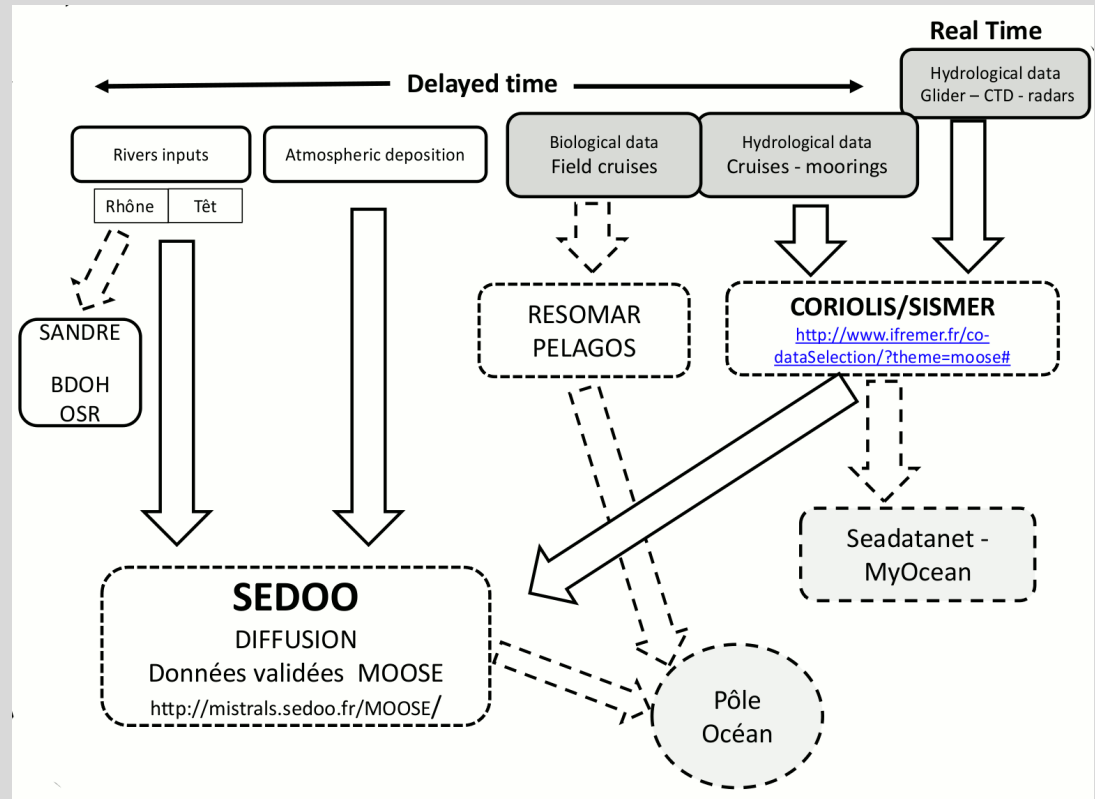 Real Time
Delayed time
Hydrological data
Glider – CTD - radars
Rivers inputs
Atmospheric deposition
Biological data
Field cruises
Hydrological data
Cruises - moorings
Rhône
Têt
SANDRE
BDOH
OSR
RESOMAR
PELAGOS
CORIOLIS/SISMER
http://www.ifremer.fr/co-
dataSelection/?theme=moose#
Seadatanet -
MyOcean
SEDOO
DIFFUSION
Données validées MOOSE
http://mistrals.sedoo.fr/MOOSE/
Pôle
Océan